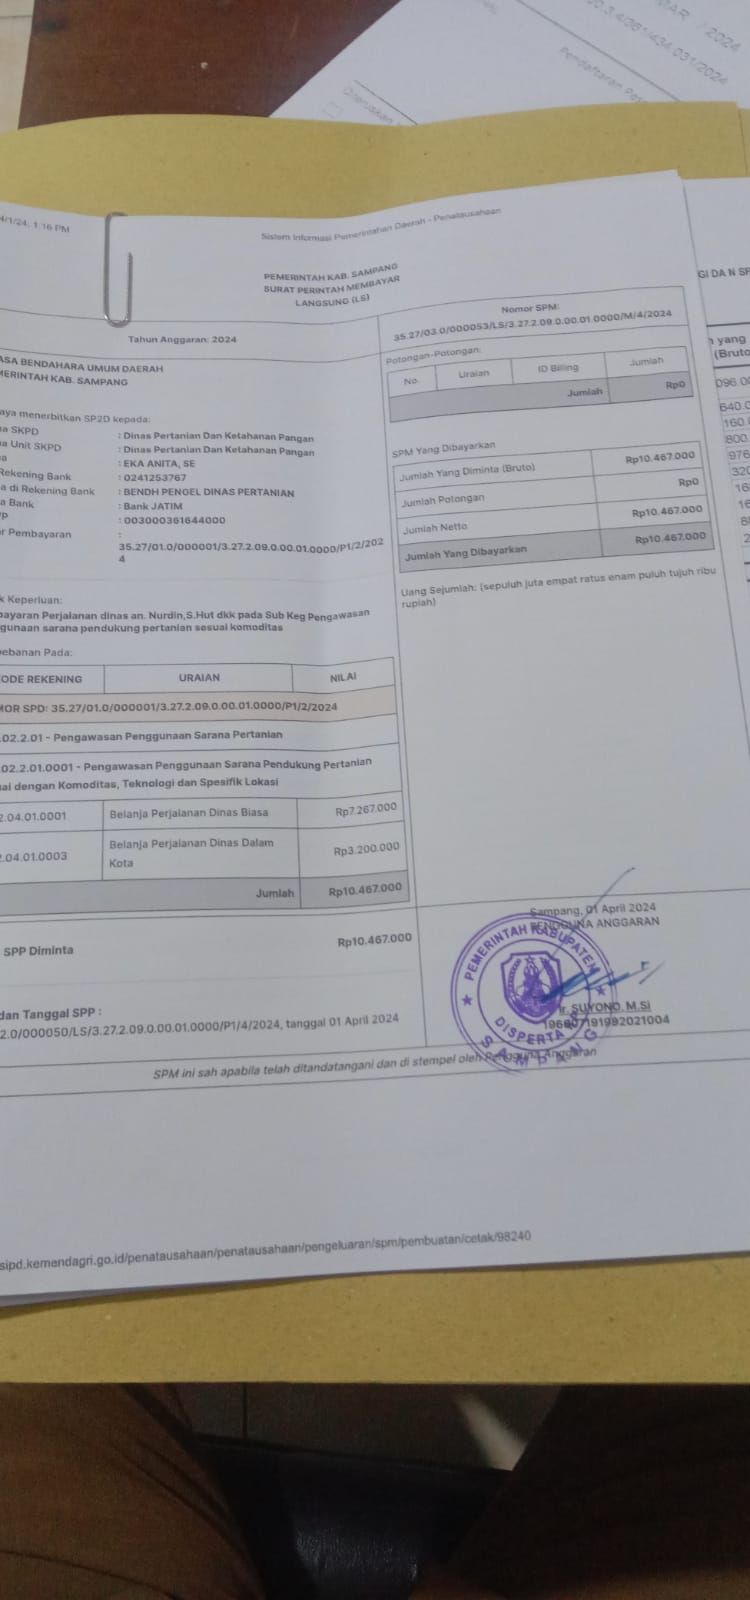 MAR / 2024
00.3.4/061/434.031/2024
Pendaftaran
Diteruskan
4/1/24, 1:16 PM
Sistem Informasi Pemerintahan Daerah - Penatausahaan
PEMERINTAH KAB. SAMPANG
SURAT PERINTAH MEMBAYAR
LANGSUNG (LS)
Tahun Anggaran: 2024
Nomor SPM:
35.27/03.0/000053/LS/3.27.2.09.0.00.01.0000/M/4/2024
ASA BENDAHARA UMUM DAERAH
MERINTAH KAB. SAMPANG
aya menerbitkan SP2D kepada:
a SKPD : Dinas Pertanian Dan Ketahanan Pangan
a Unit SKPD : Dinas Pertanian Dan Ketahanan Pangan
a : EKA ANITA, SE
Rekening Bank : 0241253767
a di Rekening Bank : BENDH PENGEL DINAS PERTANIAN
a Bank : Bank JATIM
P : 003000361644000
r Pembayaran :
35.27/01.0/000001/3.27.2.09.0.00.01.0000/P1/2/202
4
k Keperluan:
bayaran Perjalanan dinas an. Nurdin,S.Hut dkk pada Sub Keg Pengawasan
gunaan sarana pendukung pertanian sesuai komoditas
ebanan Pada:
ODE REKENING URAIAN NILAI
MOR SPD: 35.27/01.0/000001/3.27.2.09.0.00.01.0000/P1/2/2024
.02.2.01 - Pengawasan Penggunaan Sarana Pertanian
.02.2.01.0001 - Pengawasan Penggunaan Sarana Pendukung Pertanian
uai dengan Komoditas, Teknologi dan Spesifik Lokasi
2.04.01.0001 Belanja Perjalanan Dinas Biasa Rp7.267.000
2.04.01.0003 Belanja Perjalanan Dinas Dalam Kota Rp3.200.000
Jumlah Rp10.467.000
SPP Diminta Rp10.467.000
dan Tanggal SPP :
2.0/000050/LS/3.27.2.09.0.00.01.0000/P1/4/2024, tanggal 01 April 2024
Potongan-Potongan:
No. Uraian ID Billing Jumlah
Jumlah Rp0
SPM Yang Dibayarkan
Jumlah Yang Diminta (Bruto) Rp10.467.000
Jumlah Potongan Rp0
Jumlah Netto Rp10.467.000
Jumlah Yang Dibayarkan Rp10.467.000
Uang Sejumlah: (sepuluh juta empat ratus enam puluh tujuh ribu
rupiah)
Sampang, 01 April 2024
PENGGUNA ANGGARAN
PEMERINTAH KABUPATEN
DISPERTA
SAMPANG
Ir. SUYONO, M.Si
196607191992021004
SPM ini sah apabila telah ditandatangani dan di stempel oleh Pengguna Anggaran
sipd.kemendagri.go.id/penatausahaan/penatausahaan/pengeluaran/spm/pembuatan/cetak/98240
GI DAN SP
yang
(Bruto
096.00
640.0
160.
800.
976
320
16
16